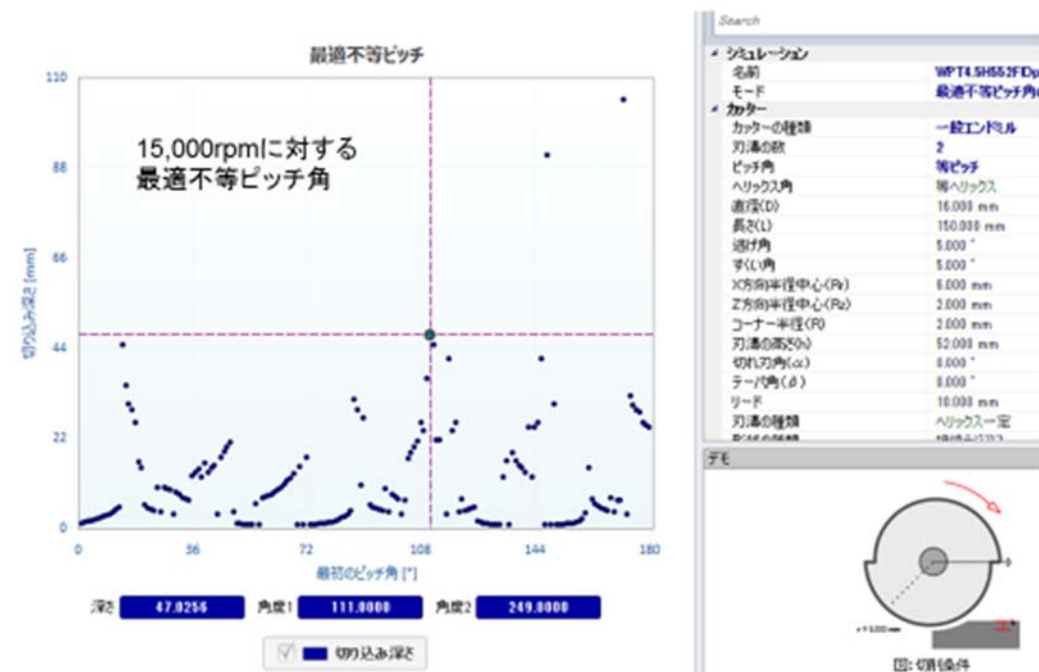 最適不等ピッチ
110
88
66
44
22
0
切り込み深さ [mm]
15,000rpmに対する
最適不等ピッチ角
0
36
72
108
144
180
最初のピッチ角 [°]
深さ 47.0256 角度1 111.0000 角度2 249.0000
切り込み深さ
Search
シミュレーション
名前
モード 最適不等ピッチ角
カッター
カッターの種類 一般エンドミル
刃溝の数 2
ピッチ角 等ピッチ
ヘリックス角 等ヘリックス
直径(D) 16.000 mm
長さ(L) 150.000 mm
逃げ角 5.000 °
すくい角 5.000 °
X方向半径中心(Rr) 6.000 mm
Z方向半径中心(Rz) 2.000 mm
コーナー半径(R) 2.000 mm
刃溝の高さ(h) 52.000 mm
切れ刃角(α) 0.000 °
テーパ角(β) 0.000 °
リード 10.000 mm
刃溝の種類 ヘリックス一定
デモ
図: 切削条件